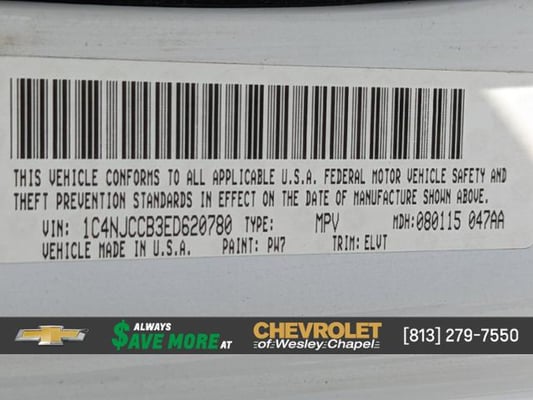 THIS VEHICLE CONFORMS TO ALL APPLICABLE U.S.A. FEDERAL MOTOR VEHICLE SAFETY AND
THEFT PREVENTION STANDARDS IN EFFECT ON THE DATE OF MANUFACTURE SHOWN ABOVE.
VIN: 1C4NJCCB3ED620780 TYPE: MPV MDH:080115 047AA
VEHICLE MADE IN U.S.A. PAINT: PW7 TRIM: ELVT
ALWAYS
$AVE MORE AT
CHEVROLET
of Wesley Chapel
[813] 279-7550